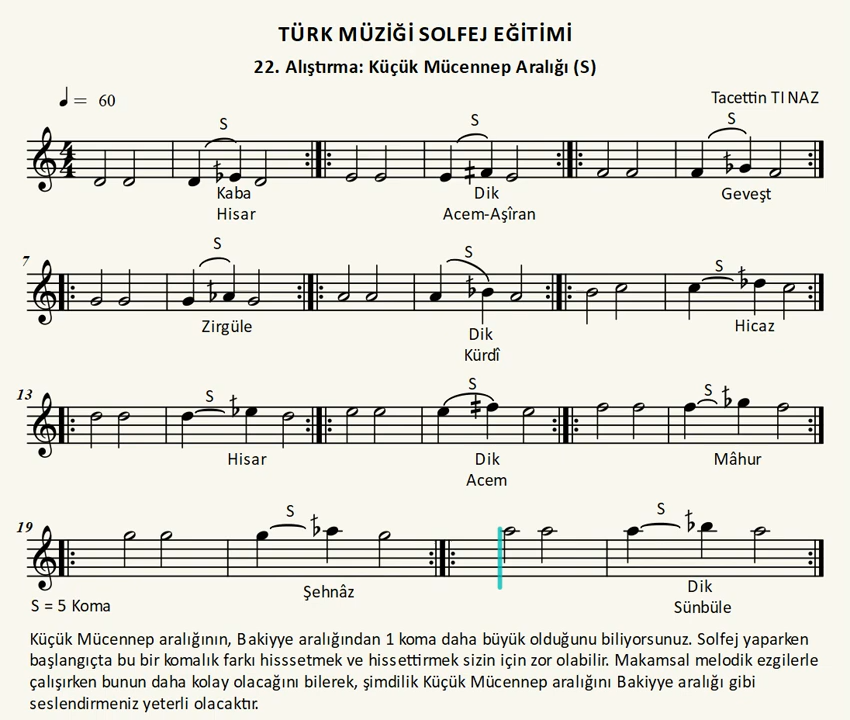 TÜRK MÜZİĞİ SOLFEJ EĞİTİMİ
22. Alıştırma: Küçük Mücennep Aralığı (S)
= 60
Tacettin TI NAZ
S S S
4
4
Kaba Dik Geveşt
Hisar Acem-Aşîran
7
S S S
Zirgüle Dik Hicaz
Kürdî
13
S S S
Hisar Dik Mâhur
Acem
19
S S
Şehnâz Dik
Sünbüle
S = 5 Koma
Küçük Mücennep aralığının, Bakiyye aralığından 1 koma daha büyük olduğunu biliyorsunuz. Solfej yaparken
başlangıçta bu bir komalık farkı hisssetmek ve hissettirmek sizin için zor olabilir. Makamsal melodik ezgilerle
çalışırken bunun daha kolay olacağını bilerek, şimdilik Küçük Mücennep aralığını Bakiyye aralığı gibi
seslendirmeniz yeterli olacaktır.